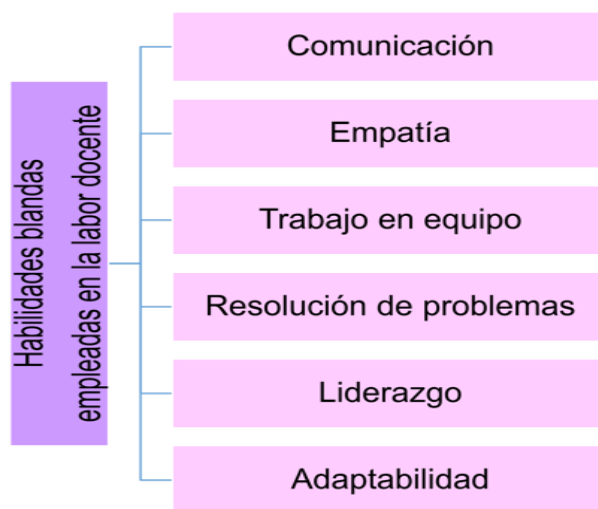 Habilidades blandas
empleadas en la labor docente
Comunicación
Empatía
Trabajo en equipo
Resolución de problemas
Liderazgo
Adaptabilidad